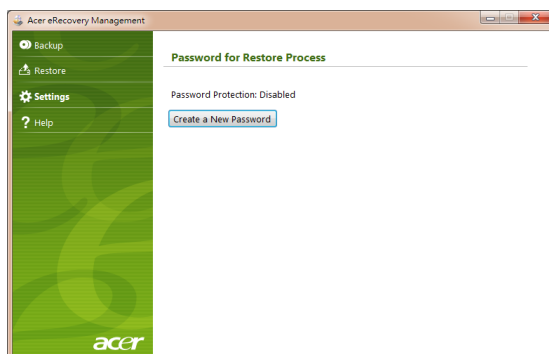 Acer eRecovery Management
Backup
Restore
Settings
Help
Password for Restore Process
Password Protection: Disabled
Create a New Password
acer